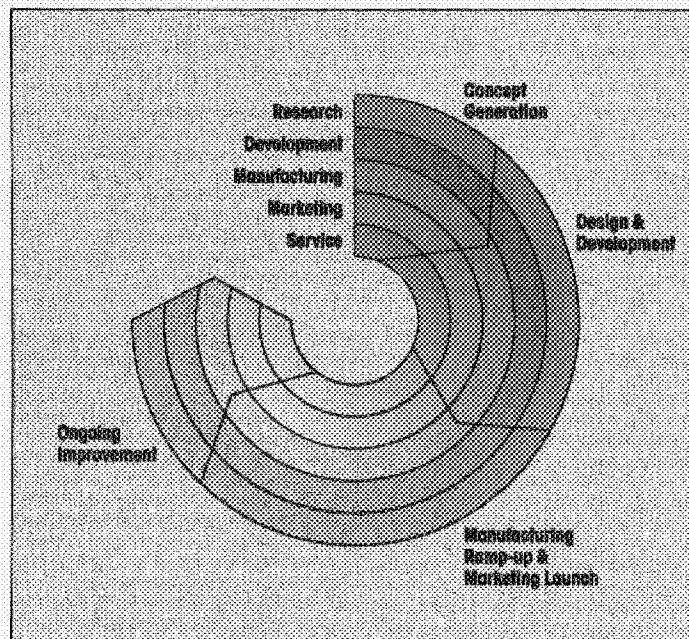 Research
Development
Manufacturing
Marketing
Service
Concept
Generation
Design &
Development
Manufacturing
Ramp-up &
Marketing Launch
Ongoing
Improvement